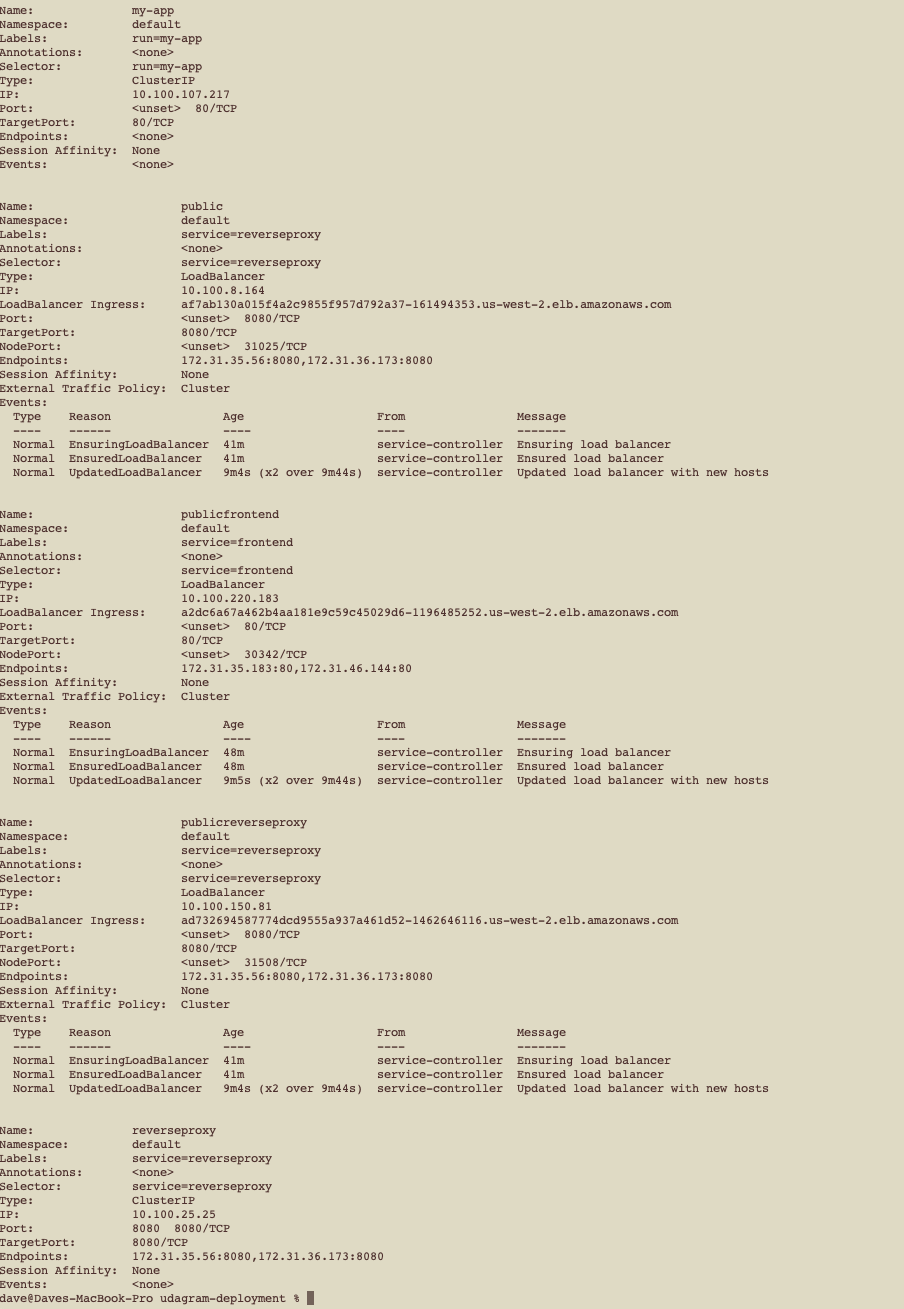 Name: my-app
Namespace: default
Labels: run=my-app
Annotations: <none>
Selector: run=my-app
Type: ClusterIP
IP: 10.100.107.217
Port: <unset> 80/TCP
TargetPort: 80/TCP
Endpoints: <none>
Session Affinity: None
Events: <none>
Name: public
Namespace: default
Labels: service=reverseproxy
Annotations: <none>
Selector: service=reverseproxy
Type: LoadBalancer
IP: 10.100.8.164
LoadBalancer Ingress: af7ab130a015f4a2c9855f957d792a37-161494353.us-west-2.elb.amazonaws.com
Port: <unset> 8080/TCP
TargetPort: 8080/TCP
NodePort: <unset> 31025/TCP
Endpoints: 172.31.35.56:8080,172.31.36.173:8080
Session Affinity: None
External Traffic Policy: Cluster
Events:
Type Reason Age From Message
---- ------ ---- ---- -------
Normal EnsuringLoadBalancer 41m service-controller Ensuring load balancer
Normal EnsuredLoadBalancer 41m service-controller Ensured load balancer
Normal UpdatedLoadBalancer 9m4s (x2 over 9m44s) service-controller Updated load balancer with new hosts
Name: publicfrontend
Namespace: default
Labels: service=frontend
Annotations: <none>
Selector: service=frontend
Type: LoadBalancer
IP: 10.100.220.183
LoadBalancer Ingress: a2dc6a67a462b4aa181e9c59c45029d6-1196485252.us-west-2.elb.amazonaws.com
Port: <unset> 80/TCP
TargetPort: 80/TCP
NodePort: <unset> 30342/TCP
Endpoints: 172.31.35.183:80,172.31.46.144:80
Session Affinity: None
External Traffic Policy: Cluster
Events:
Type Reason Age From Message
---- ------ ---- ---- -------
Normal EnsuringLoadBalancer 48m service-controller Ensuring load balancer
Normal EnsuredLoadBalancer 48m service-controller Ensured load balancer
Normal UpdatedLoadBalancer 9m5s (x2 over 9m44s) service-controller Updated load balancer with new hosts
Name: publicreverseproxy
Namespace: default
Labels: service=reverseproxy
Annotations: <none>
Selector: service=reverseproxy
Type: LoadBalancer
IP: 10.100.150.81
LoadBalancer Ingress: ad732694587774dcd9555a937a461d52-1462646116.us-west-2.elb.amazonaws.com
Port: <unset> 8080/TCP
TargetPort: 8080/TCP
NodePort: <unset> 31508/TCP
Endpoints: 172.31.35.56:8080,172.31.36.173:8080
Session Affinity: None
External Traffic Policy: Cluster
Events:
Type Reason Age From Message
---- ------ ---- ---- -------
Normal EnsuringLoadBalancer 41m service-controller Ensuring load balancer
Normal EnsuredLoadBalancer 41m service-controller Ensured load balancer
Normal UpdatedLoadBalancer 9m4s (x2 over 9m44s) service-controller Updated load balancer with new hosts
Name: reverseproxy
Namespace: default
Labels: service=reverseproxy
Annotations: <none>
Selector: service=reverseproxy
Type: ClusterIP
IP: 10.100.25.25
Port: 8080 8080/TCP
TargetPort: 8080/TCP
Endpoints: 172.31.35.56:8080,172.31.36.173:8080
Session Affinity: None
Events: <none>
dave@Daves-MacBook-Pro udagram-deployment %